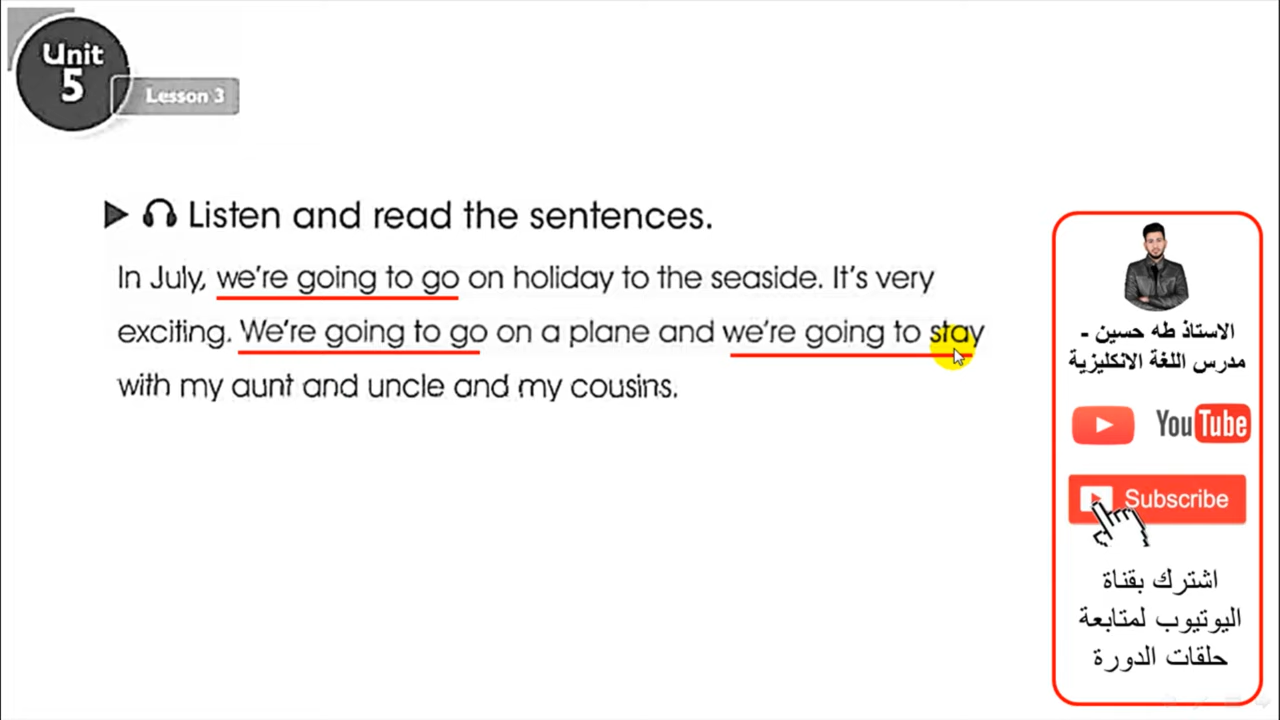 Unit
5
Lesson 3
Listen and read the sentences.
In July, we're going to go on holiday to the seaside. It's very
exciting. We're going to go on a plane and we're going to stay
with my aunt and uncle and my cousins.
الاستاذ طه حسين -
مدرس اللغة الانكليزية
YouTube
Subscribe
اشترك بقناة
اليوتيوب لمتابعة
حلقات الدورة